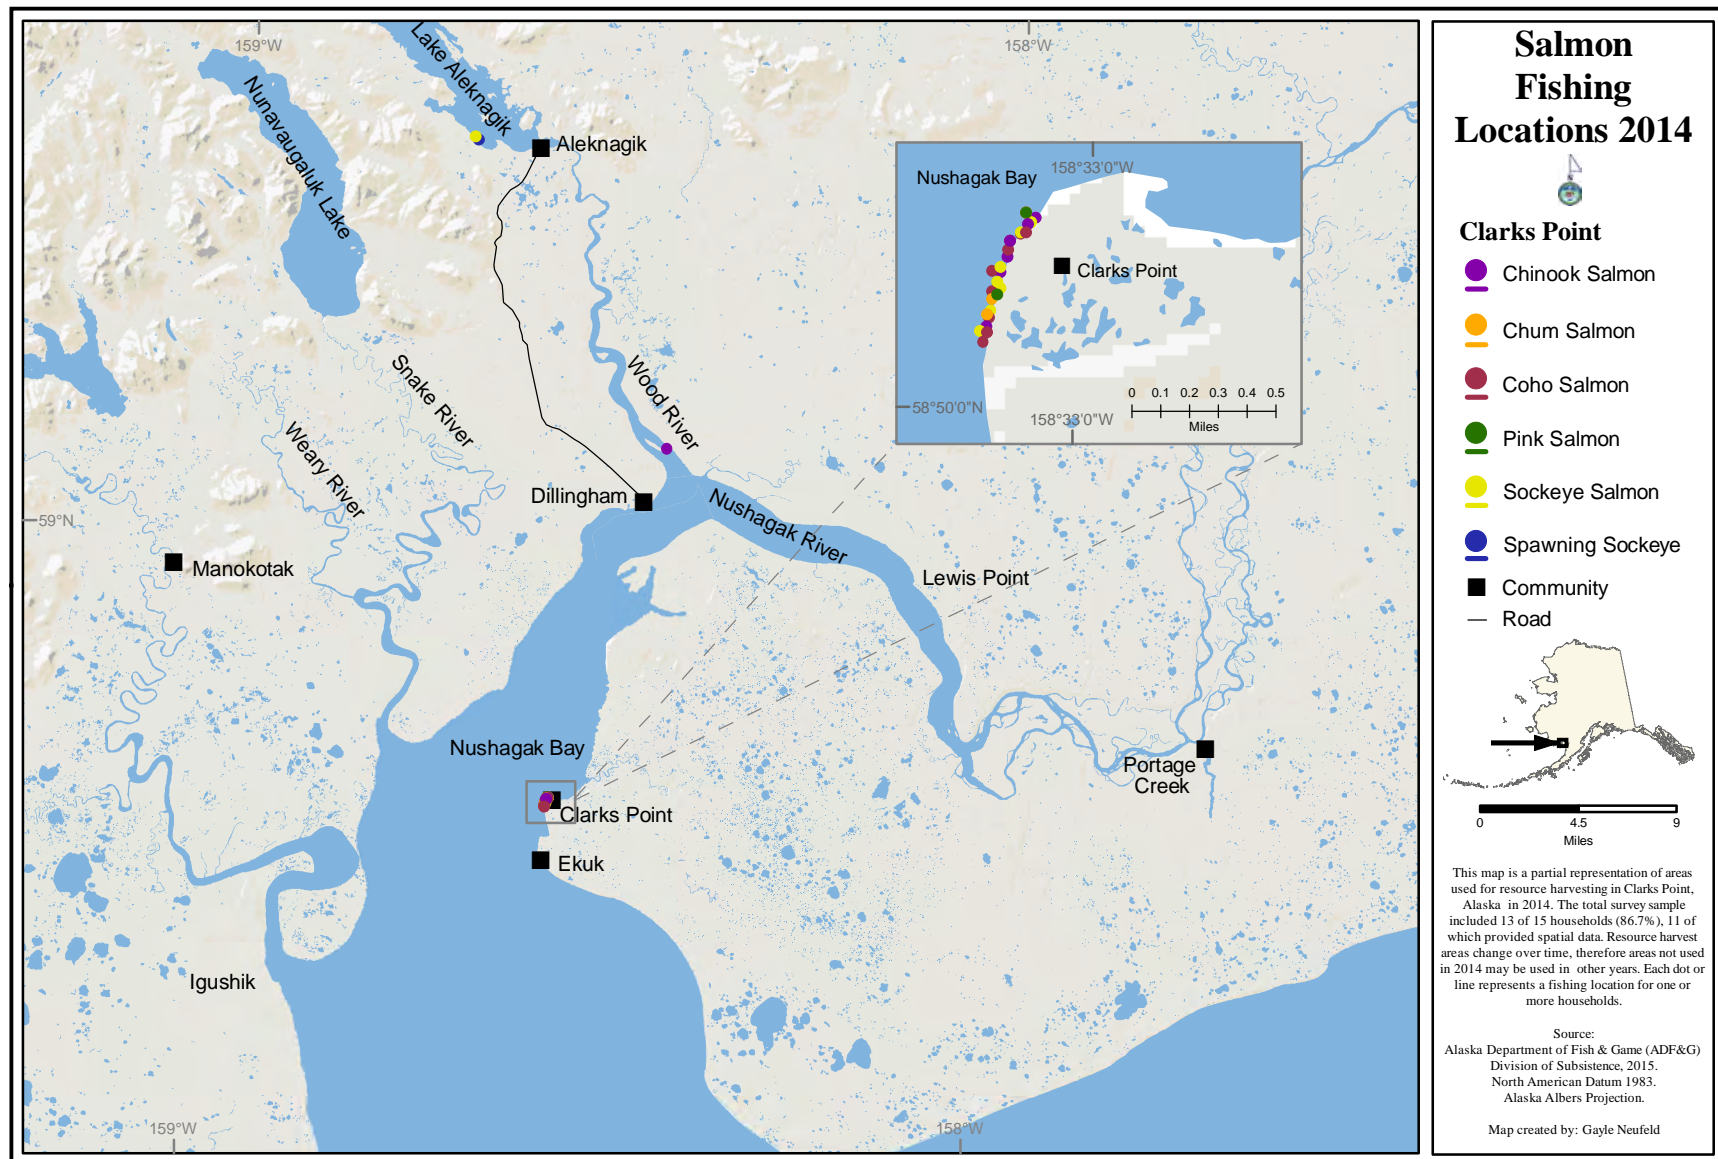 159°W
158°W
Lake Aleknagik
Nunavaugaluk Lake
Aleknagik
Nushagak Bay
158°33'0"W
Clarks Point
58°50'0"N
158°33'0"W
0 0.1 0.2 0.3 0.4 0.5
Miles
Snake River
Wood River
Weary River
Dillingham
Nushagak River
59°N
Manokotak
Lewis Point
Nushagak Bay
Portage
Creek
Clarks Point
Ekuk
Igushik
159°W
158°W
Salmon
Fishing
Locations 2014
N
Clarks Point
Chinook Salmon
Chum Salmon
Coho Salmon
Pink Salmon
Sockeye Salmon
Spawning Sockeye
Community
Road
0 4.5 9
Miles
This map is a partial representation of areas
used for resource harvesting in Clarks Point,
Alaska in 2014. The total survey sample
included 13 of 15 households (86.7%), 11 of
which provided spatial data. Resource harvest
areas change over time, therefore areas not used
in 2014 may be used in other years. Each dot or
line represents a fishing location for one or
more households.
Source:
Alaska Department of Fish & Game (ADF&G)
Division of Subsistence, 2015.
North American Datum 1983.
Alaska Albers Projection.
Map created by: Gayle Neufeld